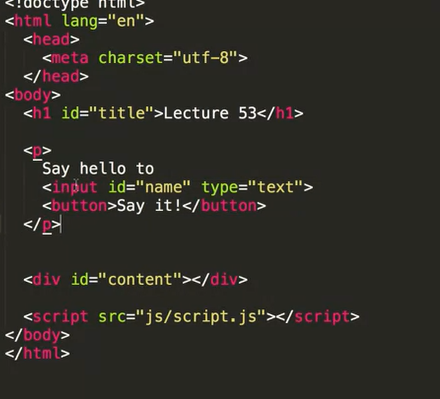 <!doctype html>
<html lang="en">
<head>
<meta charset="utf-8">
</head>
<body>
<h1 id="title">Lecture 53</h1>
<p>
Say hello to
<input id="name" type="text">
<button>Say it!</button>
</p>
<div id="content"></div>
<script src="js/script.js"></script>
</body>
</html>